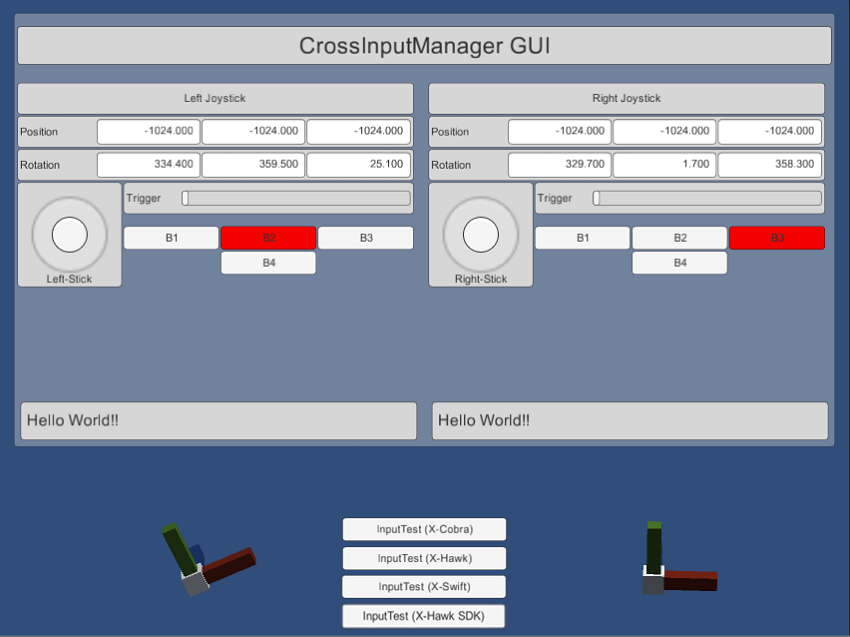 CrossInputManager GUI
Left Joystick
Right Joystick
Position -1024.000 -1024.000 -1024.000
Position -1024.000 -1024.000 -1024.000
Rotation 334.400 359.500 25.100
Rotation 329.700 1.700 358.300
Trigger
Trigger
B1 B2 B3
B1 B2 B3
B4
B4
Left-Stick
Right-Stick
Hello World!!
Hello World!!
InputTest (X-Cobra)
InputTest (X-Hawk)
InputTest (X-Swift)
InputTest (X-Hawk SDK)